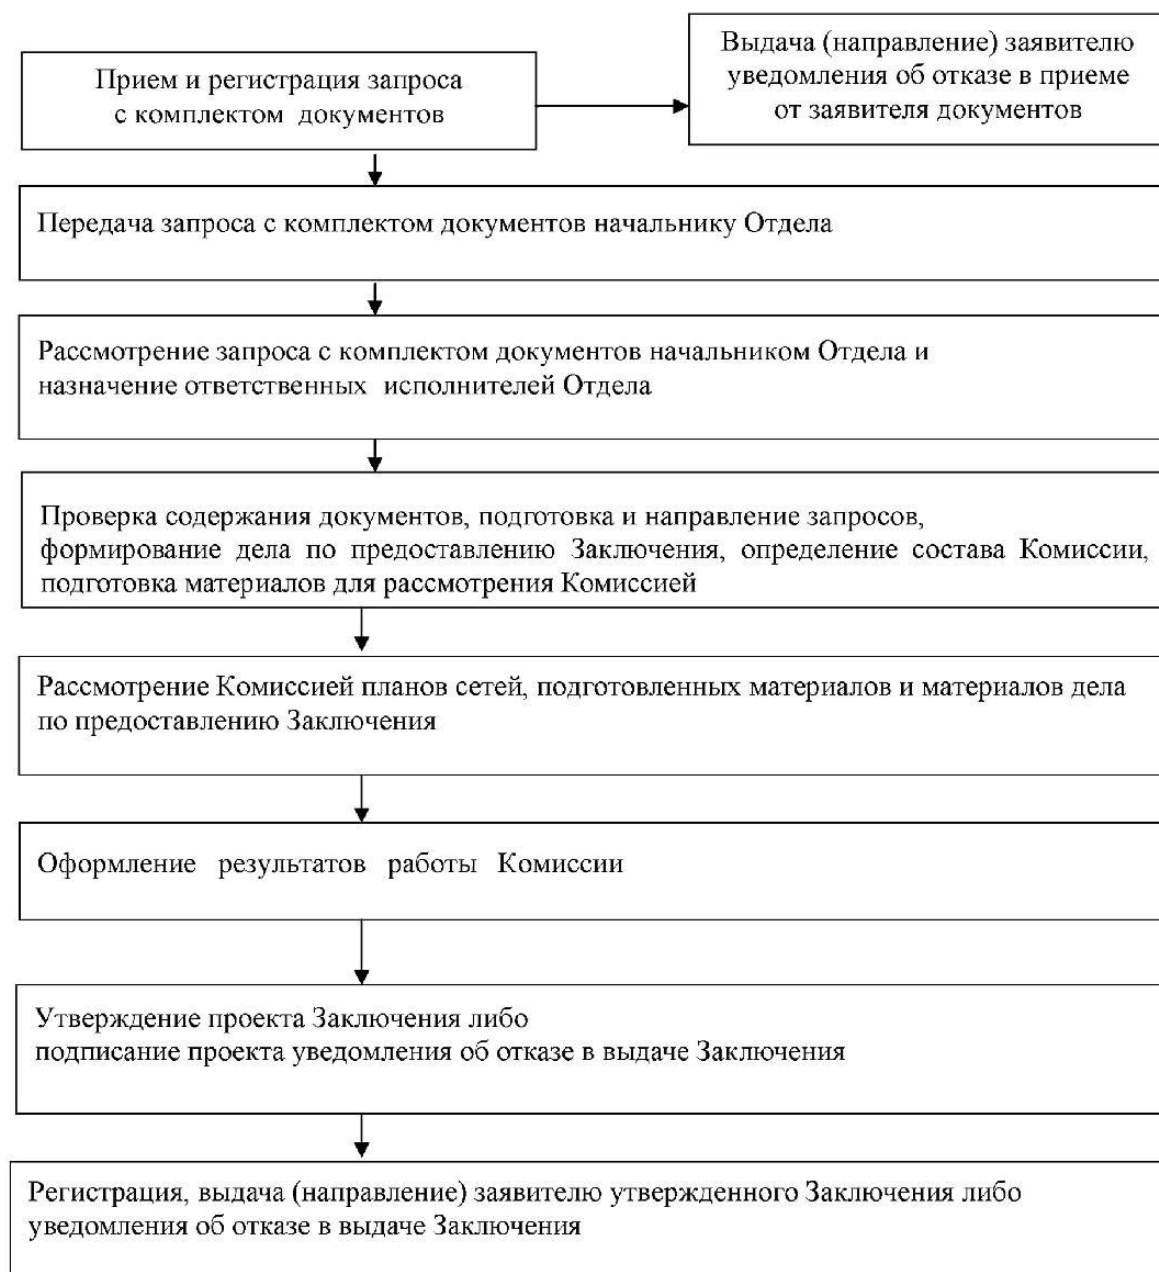 Прием и регистрация запроса
с комплектом документов
Выдача (направление) заявителю
уведомления об отказе в приеме
от заявителя документов
Передача запроса с комплектом документов начальнику Отдела
Рассмотрение запроса с комплектом документов начальником Отдела и
назначение ответственных исполнителей Отдела
Проверка содержания документов, подготовка и направление запросов,
формирование дела по предоставлению Заключения, определение состава Комиссии,
подготовка материалов для рассмотрения Комиссией
Рассмотрение Комиссией планов сетей, подготовленных материалов и материалов дела
по предоставлению Заключения
Оформление результатов работы Комиссии
Утверждение проекта Заключения либо
подписание проекта уведомления об отказе в выдаче Заключения
Регистрация, выдача (направление) заявителю утвержденного Заключения либо
уведомления об отказе в выдаче Заключения